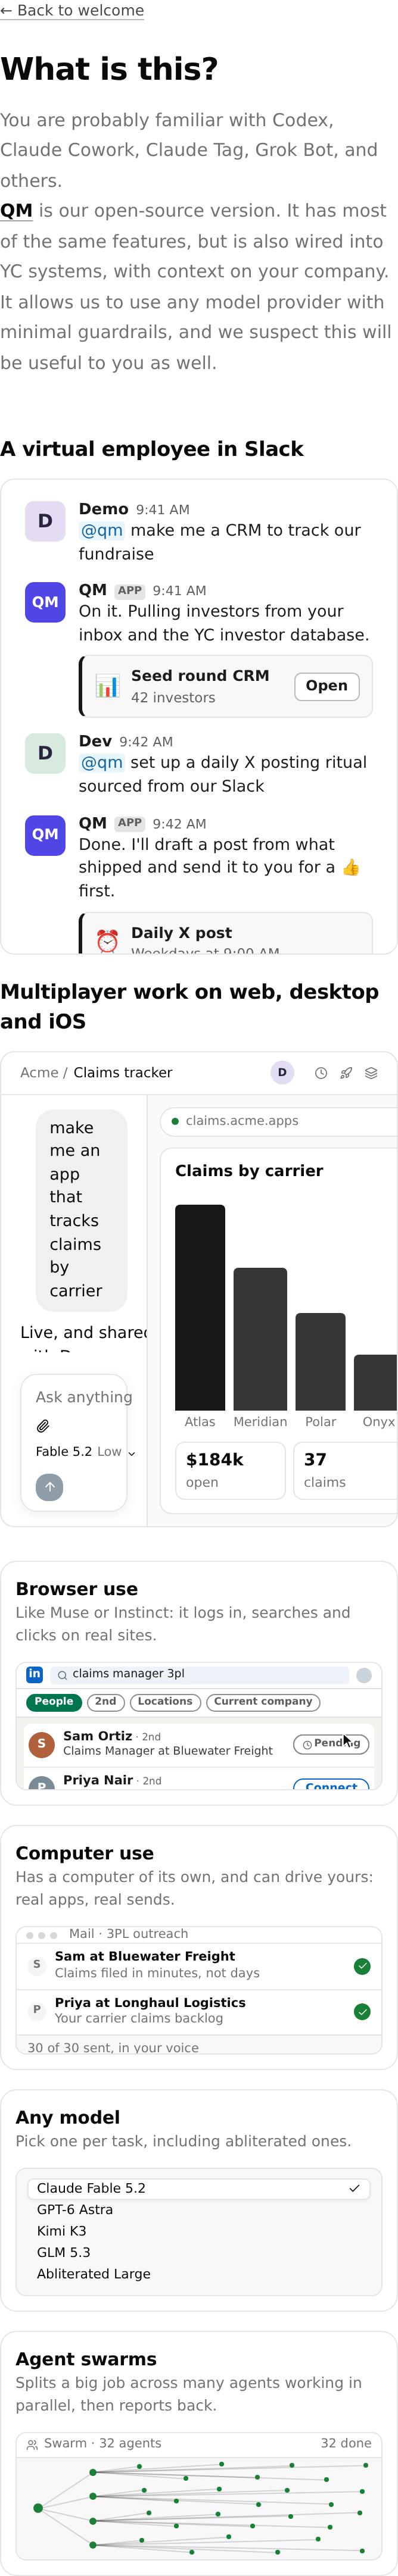 ← Back to welcome
What is this?
You are probably familiar with Codex,
Claude Cowork, Claude Tag, Grok Bot, and
others.
QM is our open-source version. It has most
of the same features, but is also wired into
YC systems, with context on your company.
It allows us to use any model provider with
minimal guardrails, and we suspect this will
be useful to you as well.
A virtual employee in Slack
D
Demo 9:41 AM
@qm make me a CRM to track our
fundraise
QM
QM APP 9:41 AM
On it. Pulling investors from your
inbox and the YC investor database.
📊 Seed round CRM
42 investors
Open
D
Dev 9:42 AM
@qm set up a daily X posting ritual
sourced from our Slack
QM
QM APP 9:42 AM
Done. I'll draft a post from what
shipped and send it to you for a 👍
first.
⏰ Daily X post
Weekdays at 9:00 AM
Multiplayer work on web, desktop
and iOS
Acme / Claims tracker
D
make
me an
app
that
tracks
claims
by
carrier
Live, and shared
Ask anything
Fable 5.2 Low
claims.acme.apps
Claims by carrier
Atlas Meridian Polar Onyx
$184k
open
37
claims
Browser use
Like Muse or Instinct: it logs in, searches and
clicks on real sites.
in claims manager 3pl
People 2nd Locations Current company
S
Sam Ortiz · 2nd
Claims Manager at Bluewater Freight
Pending
P
Priya Nair · 2nd
Connect
Computer use
Has a computer of its own, and can drive yours:
real apps, real sends.
Mail · 3PL outreach
S
Sam at Bluewater Freight
Claims filed in minutes, not days
P
Priya at Longhaul Logistics
Your carrier claims backlog
30 of 30 sent, in your voice
Any model
Pick one per task, including abliterated ones.
Claude Fable 5.2
GPT-6 Astra
Kimi K3
GLM 5.3
Abliterated Large
Agent swarms
Splits a big job across many agents working in
parallel, then reports back.
Swarm · 32 agents
32 done